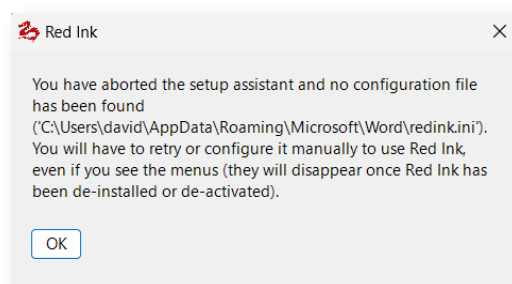 Red Ink
You have aborted the setup assistant and no configuration file
has been found
('C:\Users\david\AppData\Roaming\Microsoft\Word\redink.ini').
You will have to retry or configure it manually to use Red Ink,
even if you see the menus (they will disappear once Red Ink has
been de-installed or de-activated).
OK